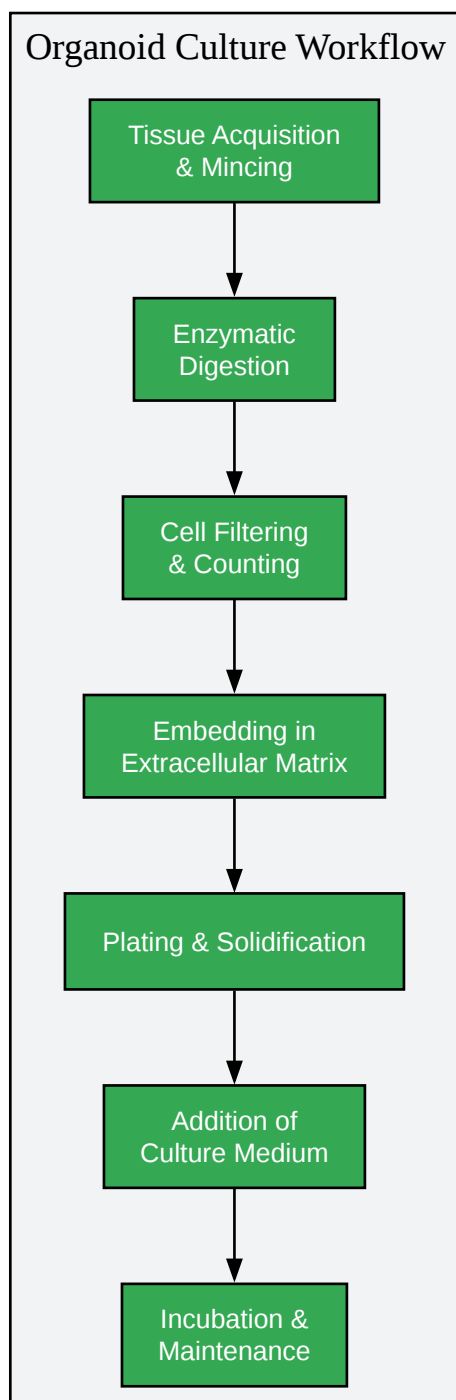 Organoid Culture Workflow
Tissue Acquisition
& Mincing
Enzymatic
Digestion
Cell Filtering
& Counting
Embedding in
Extracellular Matrix
Plating & Solidification
Addition of
Culture Medium
Incubation &
Maintenance